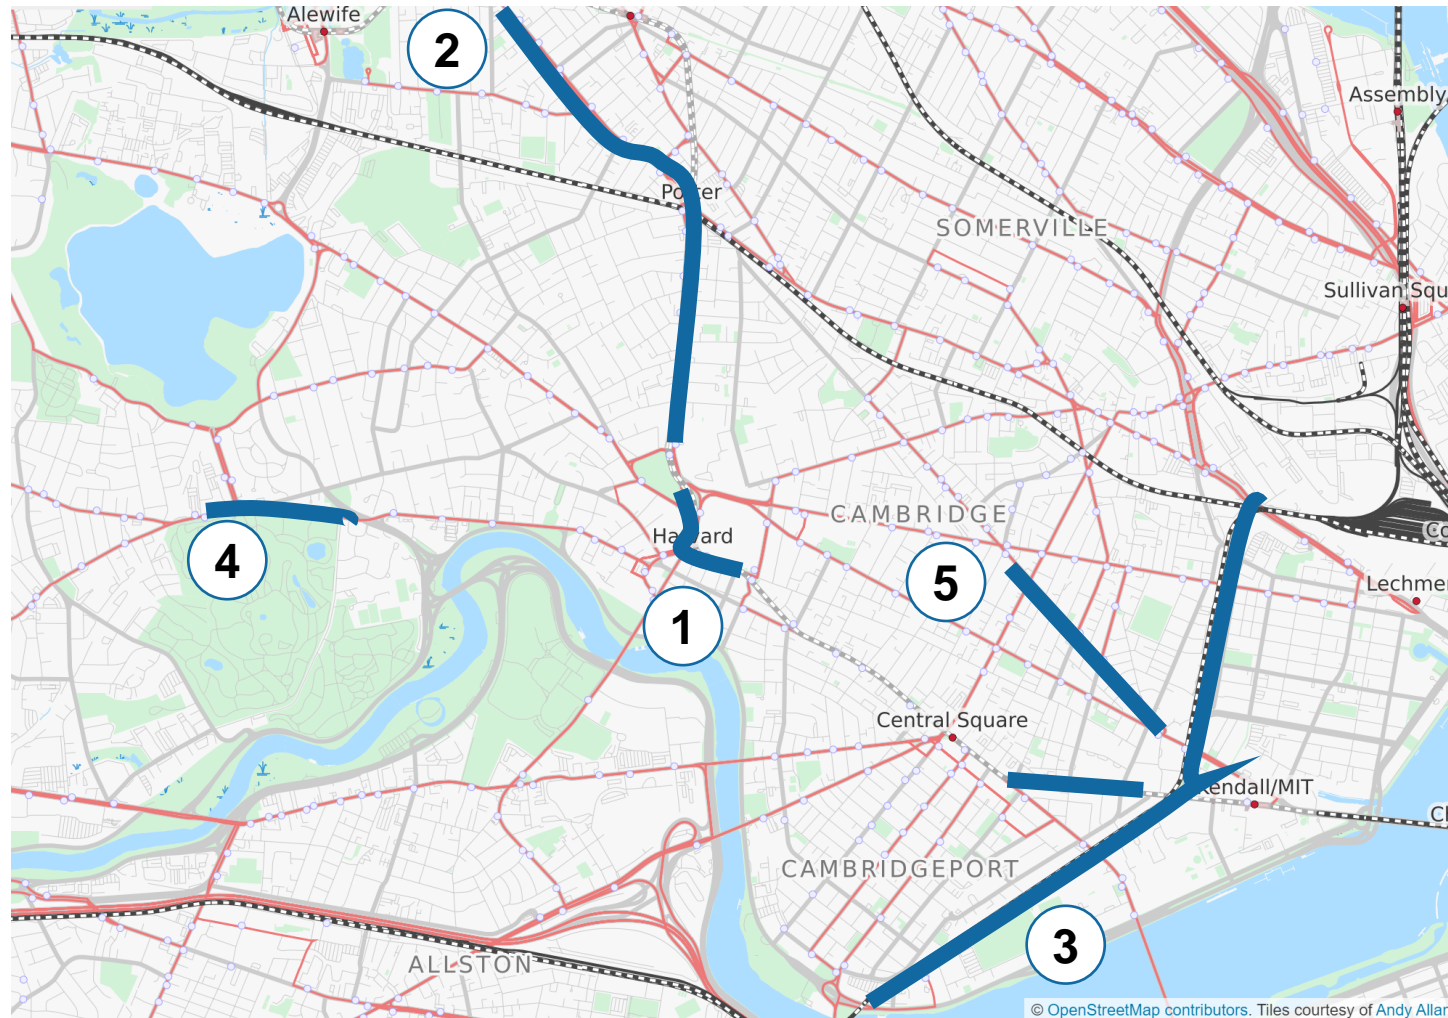 Alewife
2
Assembly
Porter
SOMERVILLE
Sullivan Squ
CAMBRIDGE
Harvard
Co
4
5
Lechmer
1
Central Square
Kendall/MIT
Cl
CAMBRIDGEPORT
3
ALLSTON
© OpenStreetMap contributors. Tiles courtesy of Andy Allan